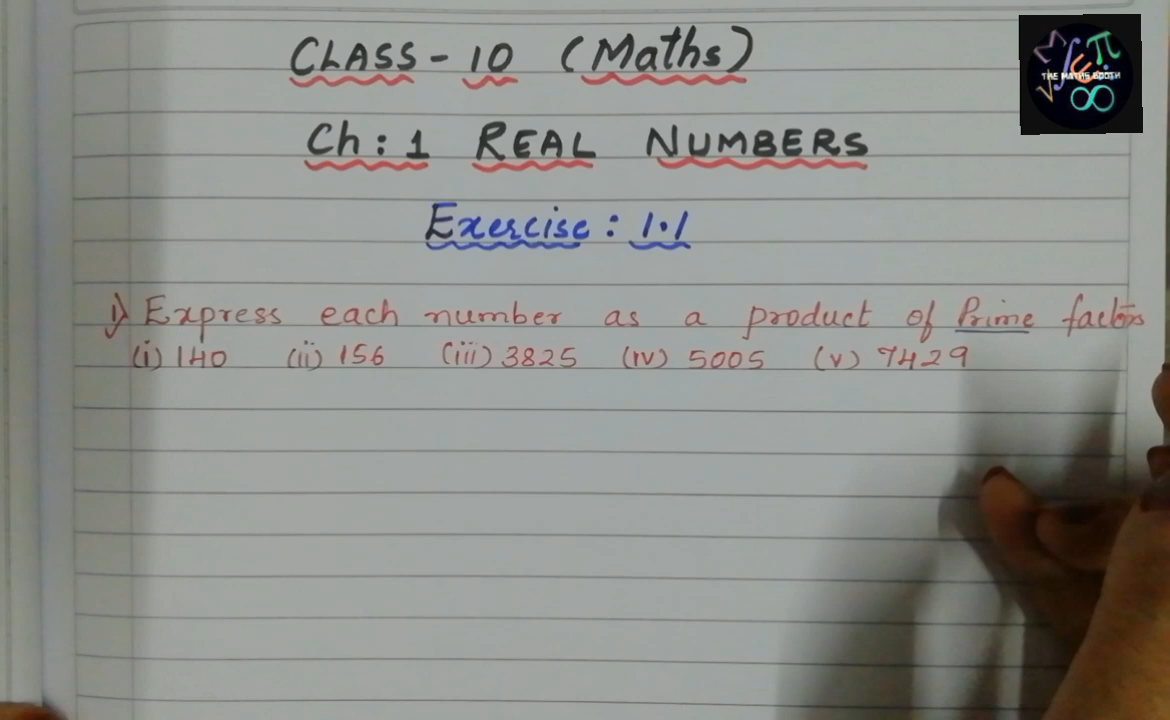 CLASS - 10 (Maths)
THE MATHS BOOTH
Ch : 1 REAL NUMBERS
Exercise : 1.1
1) Express each number as a product of Prime factors
(i) 140 (ii) 156 (iii) 3825 (iv) 5005 (v) 7429